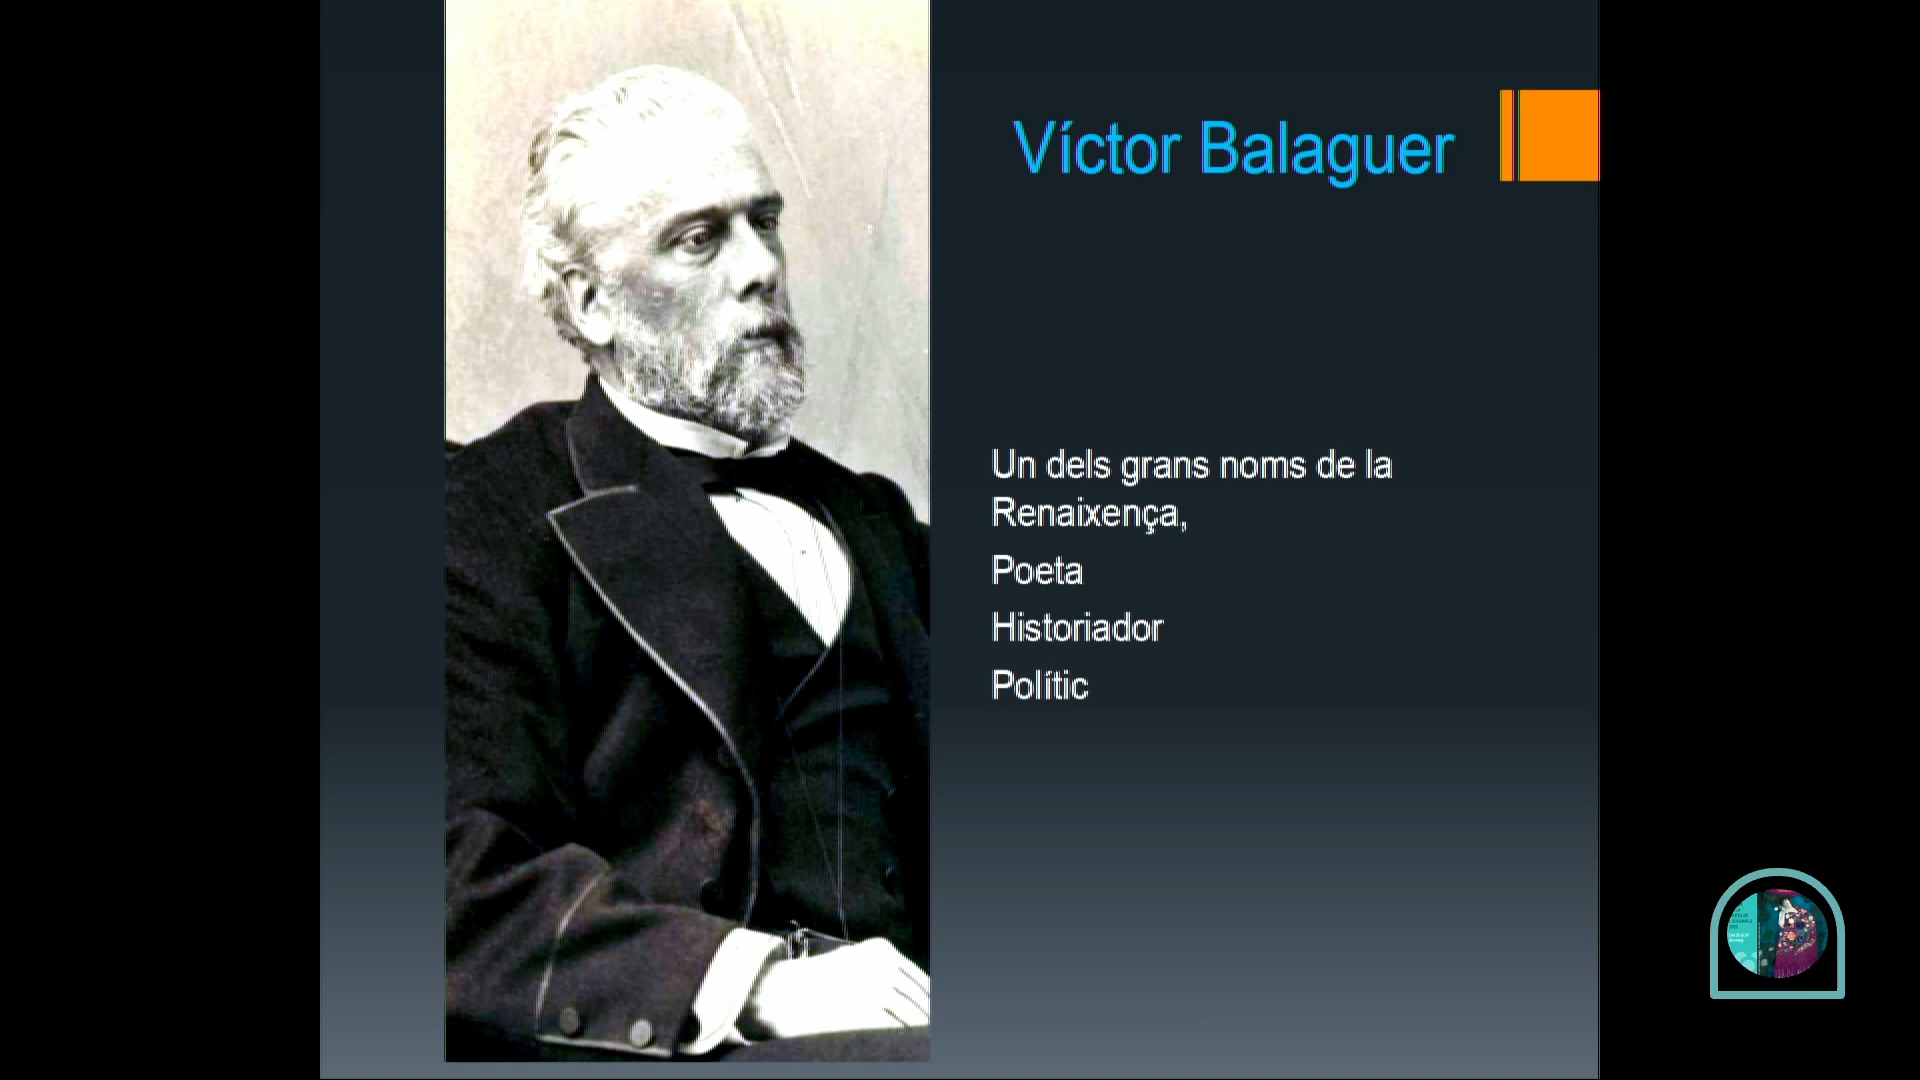 Víctor Balaguer
Un dels grans noms de la
Renaixença,
Poeta
Historiador
Polític